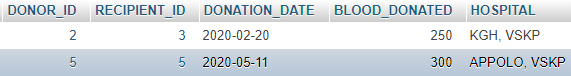 DONOR_ID RECIPIENT_ID DONATION_DATE BLOOD_DONATED HOSPITAL
2 3 2020-02-20 250 KGH, VSKP
5 5 2020-05-11 300 APPOLO, VSKP